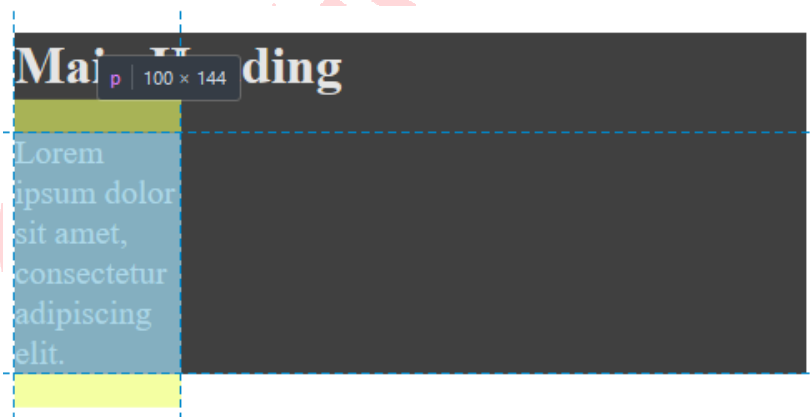 Mai ding
p 100 × 144
Lorem
ipsum dolor
sit amet,
consectetur
adipiscing
elit.